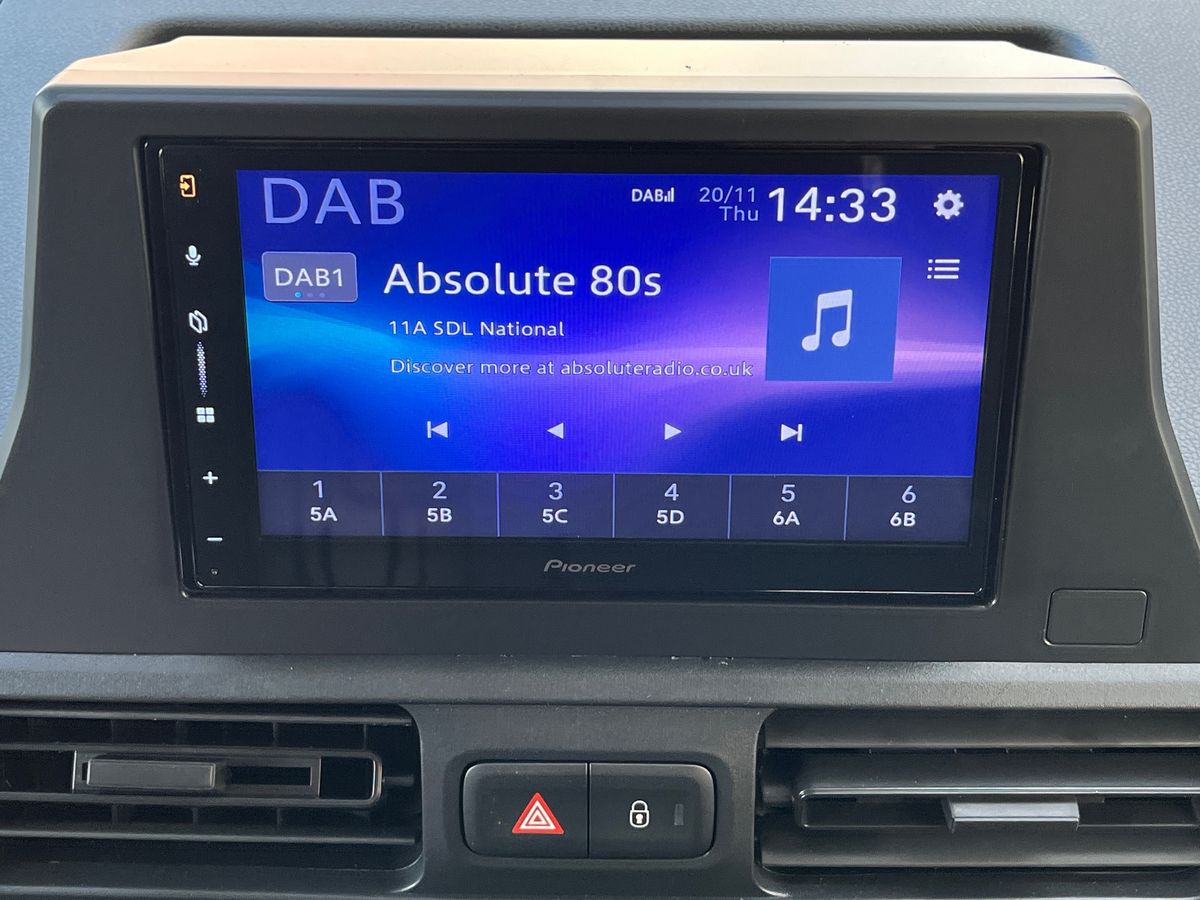 DAB
DAB
20/11
Thu
14:33
DAB1
Absolute 80s
11A SDL National
Discover more at absoluteradio.co.uk
1
2
3
4
5
6
5A
5B
5C
5D
6A
6B
Pioneer